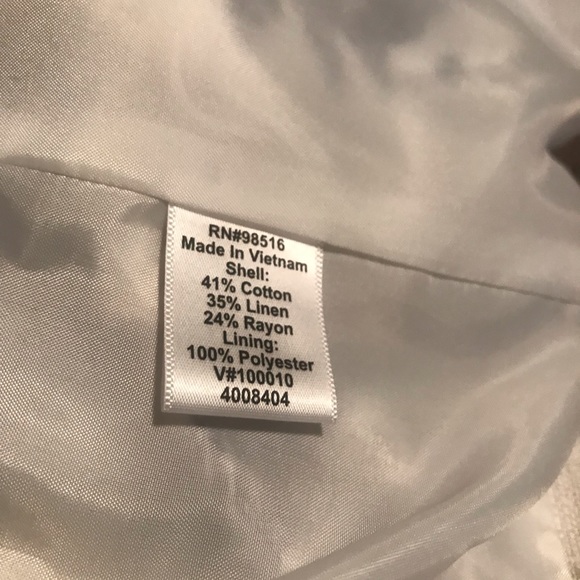 RN#98516
Made In Vietnam
Shell:
41% Cotton
35% Linen
24% Rayon
Lining:
100% Polyester
V#100010
4008404